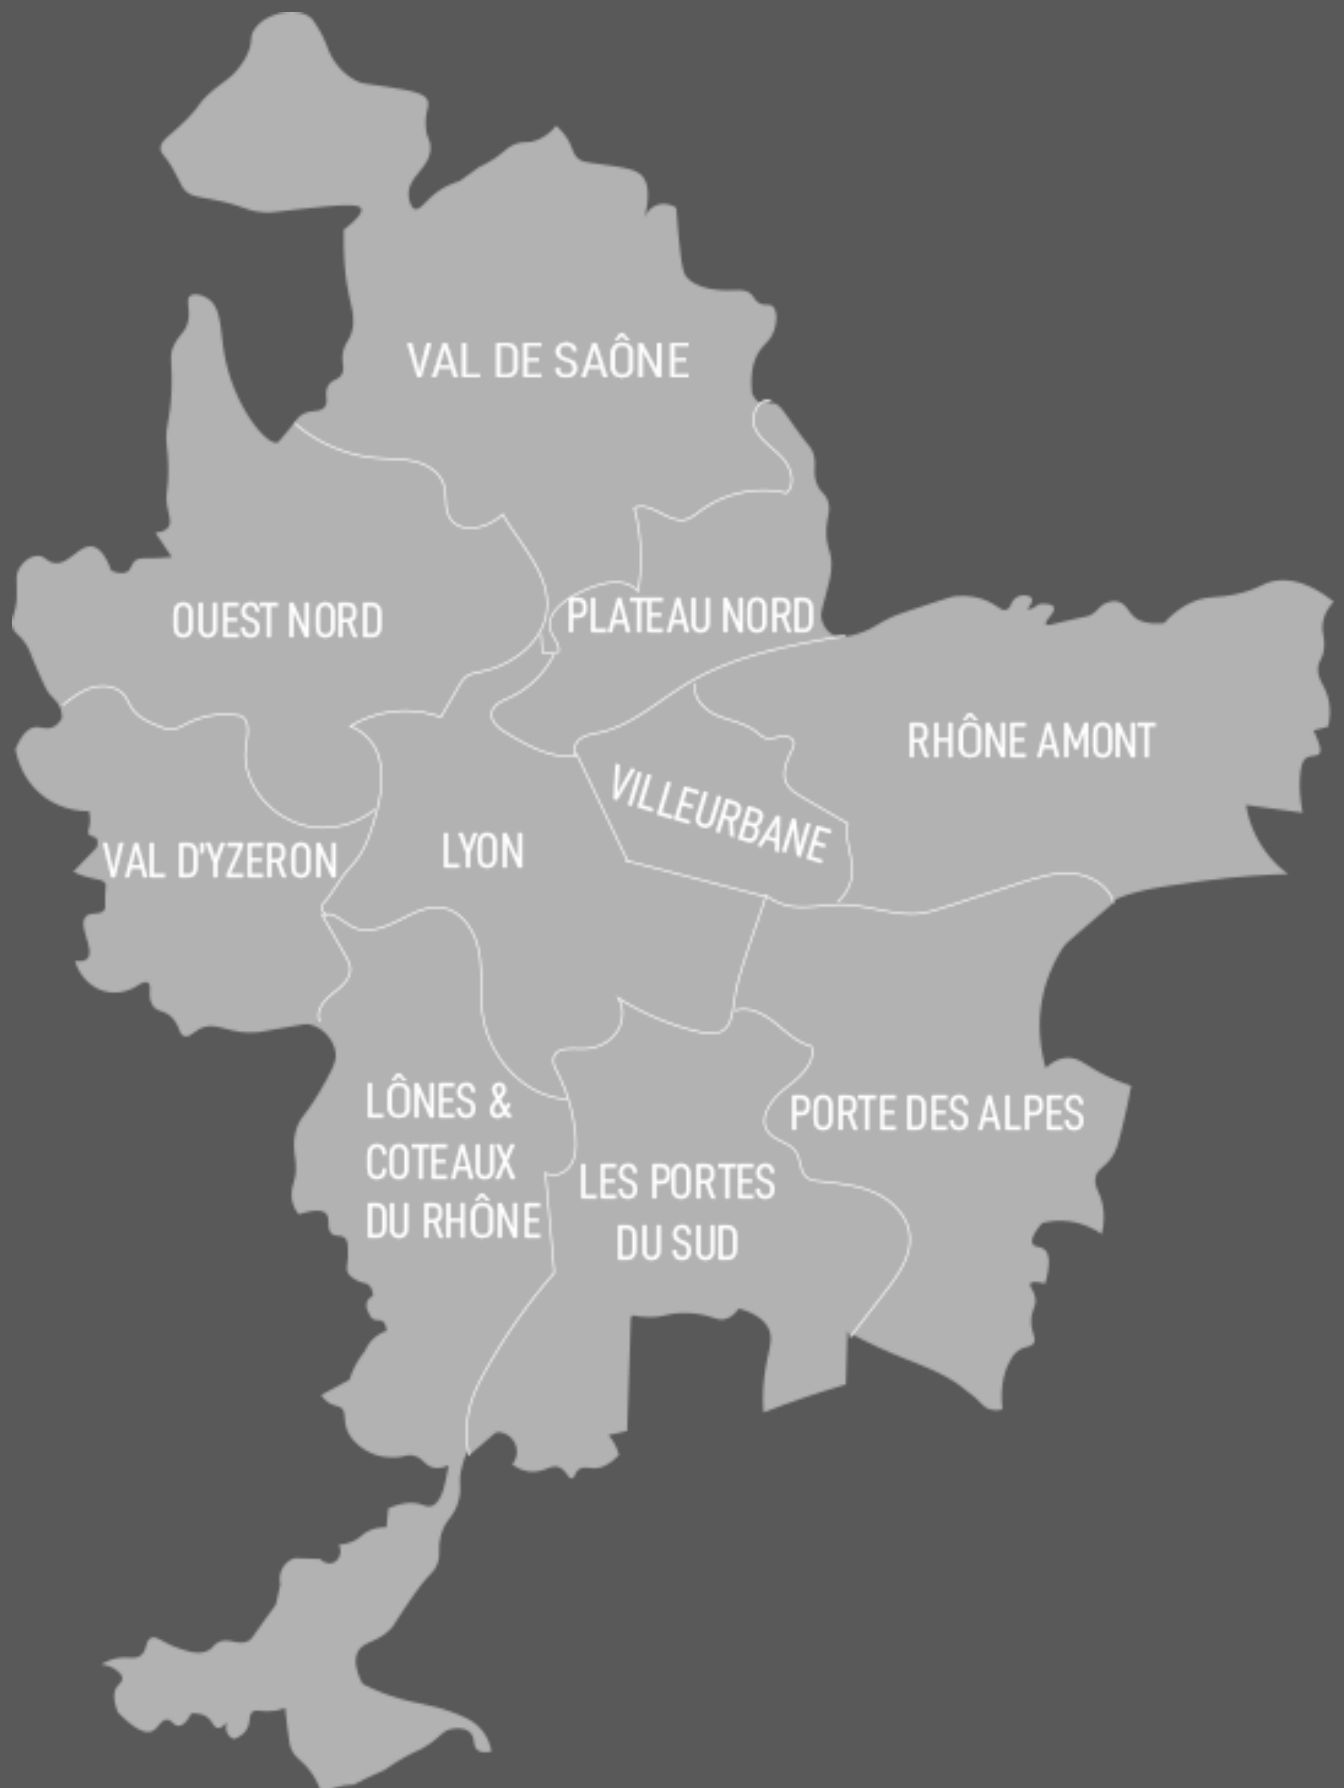 VAL DE SAÔNE
OUEST NORD
PLATEAU NORD
RHÔNE AMONT
VILLEURBANE
VAL D'YZERON
LYON
LÔNES &
COTEAUX
DU RHÔNE
PORTE DES ALPES
LES PORTES
DU SUD